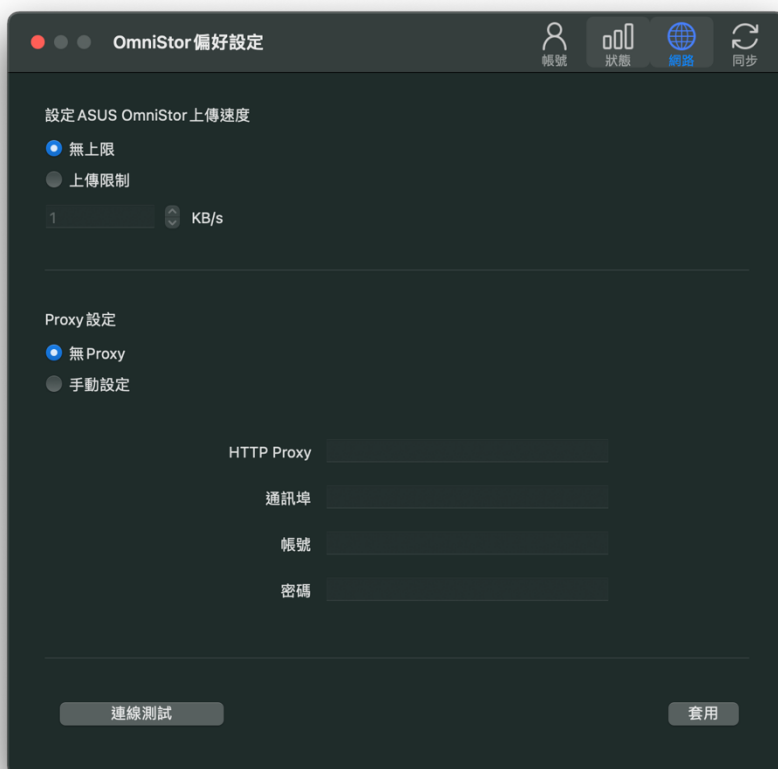 OmniStor偏好設定
帳號
狀態
網路
同步
設定ASUS OmniStor上傳速度
無上限
上傳限制
1 KB/s
Proxy設定
無Proxy
手動設定
HTTP Proxy
通訊埠
帳號
密碼
連線測試 套用